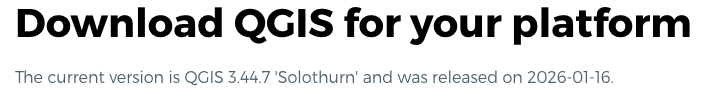 Download QGIS for your platform
The current version is QGIS 3.44.7 'Solothurn' and was released on 2026-01-16.